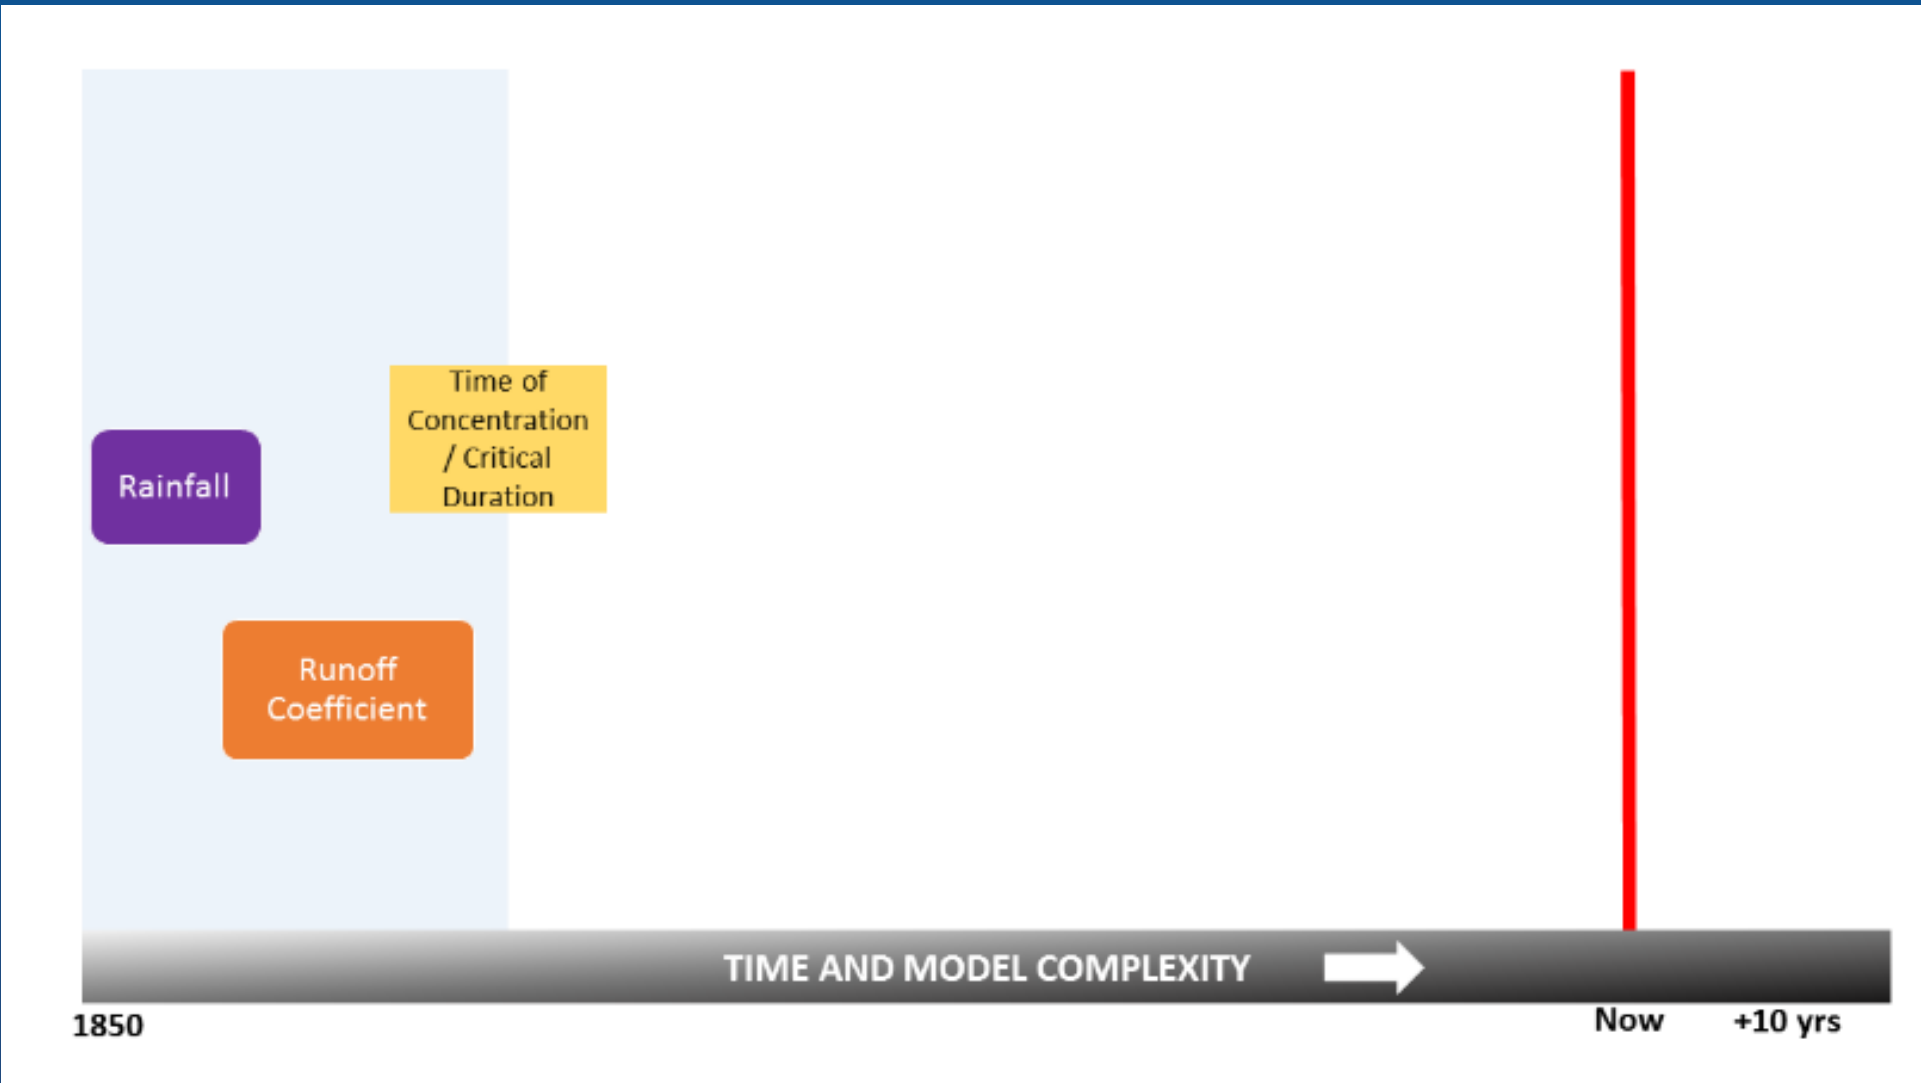 Time of
Concentration
/ Critical
Duration
Rainfall
Runoff
Coefficient
TIME AND MODEL COMPLEXITY
1850
Now
+10 yrs